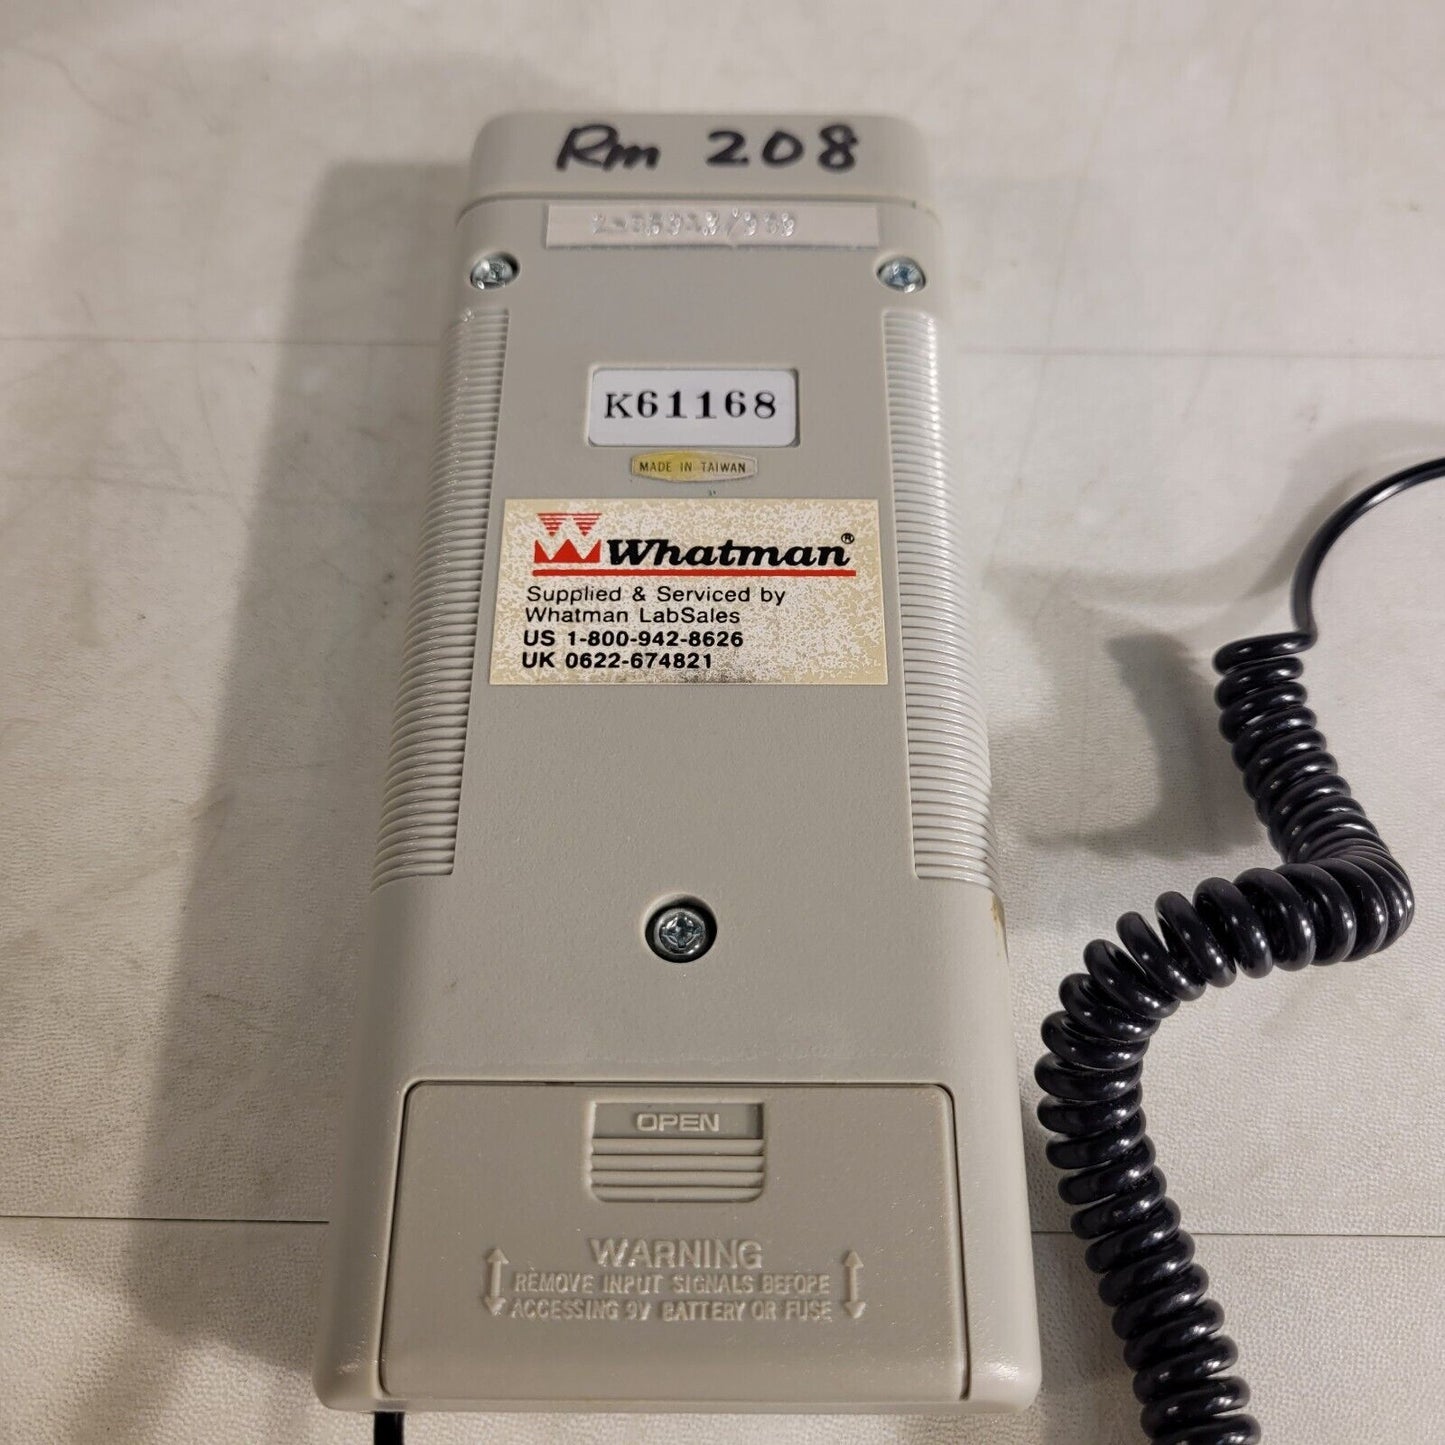 Rm 208
K61168
MADE IN TAIWAN
Whatman®
Supplied & Serviced by
Whatman LabSales
US 1-800-942-8626
UK 0622-674821
OPEN
WARNING
REMOVE INPUT SIGNALS BEFORE
ACCESSING 9V BATTERY OR FUSE